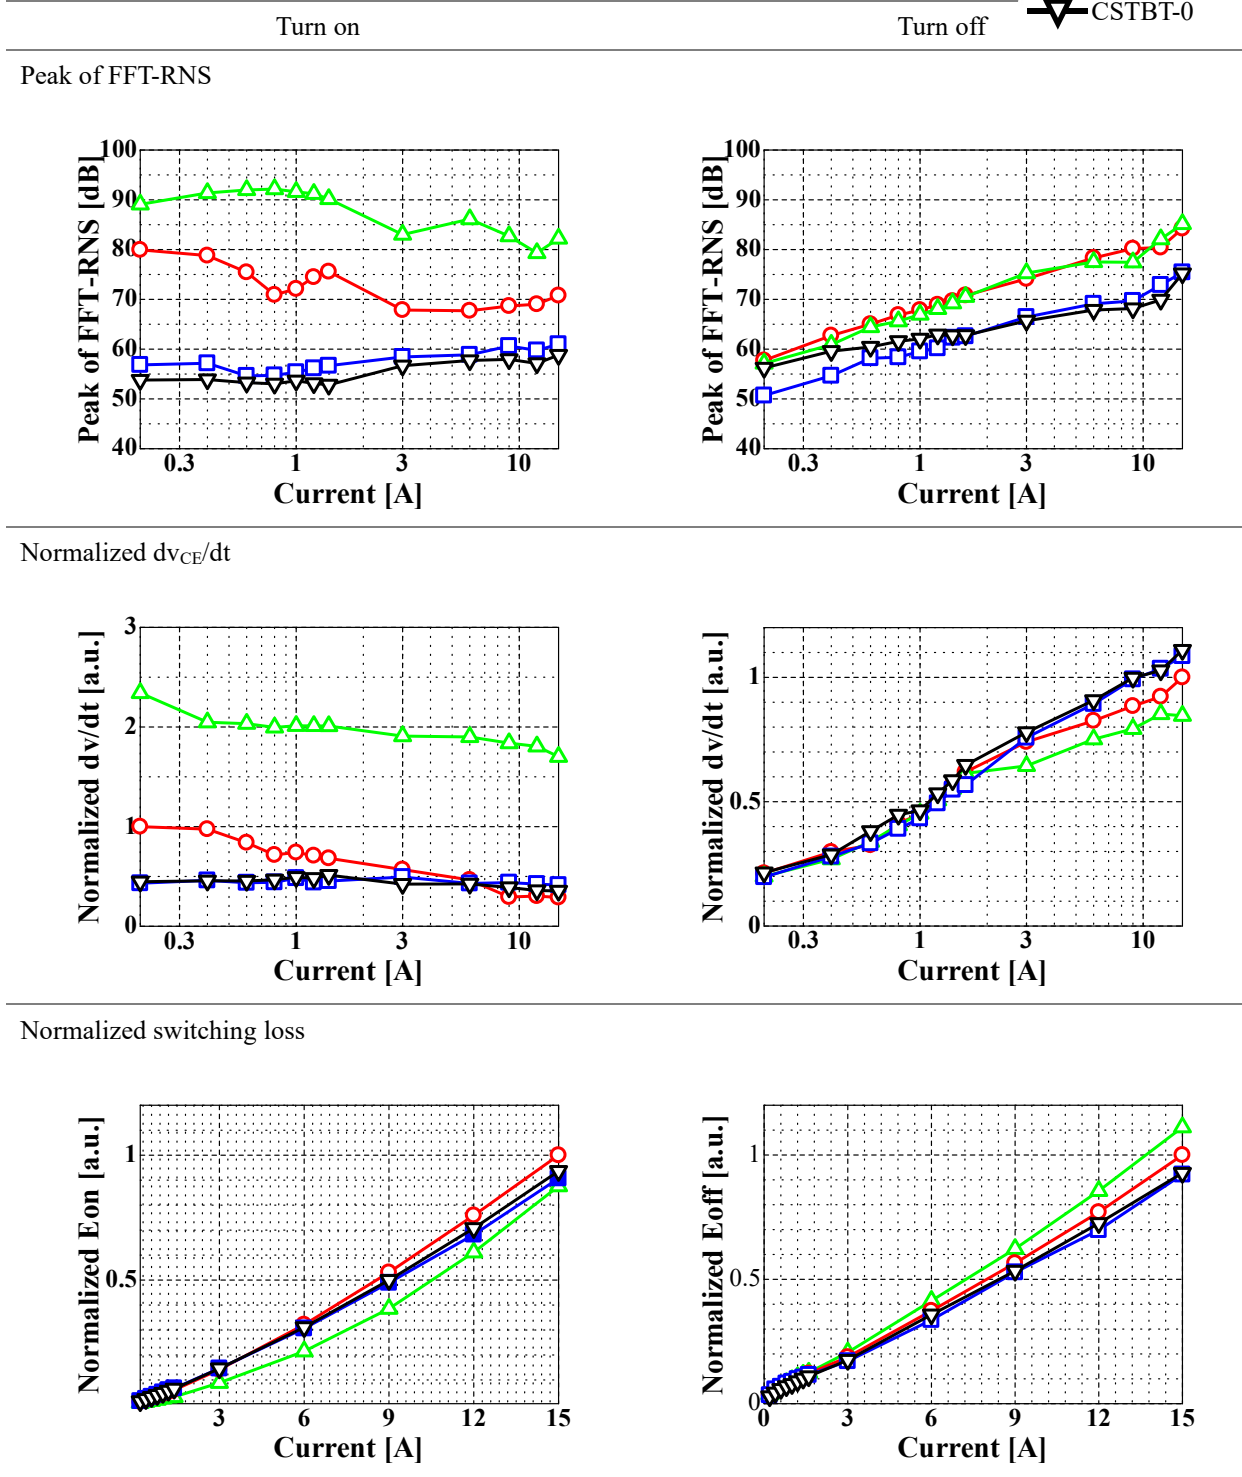 CSTBT-0
Turn on
Turn off
Peak of FFT-RNS
Peak of FFT-RNS [dB]
100
90
80
70
60
50
40
0.3 1 3 10
Current [A]
Peak of FFT-RNS [dB]
100
90
80
70
60
50
40
0.3 1 3 10
Current [A]
Normalized dvCE/dt
Normalized dv/dt [a.u.]
3
2
1
0
0.3 1 3 10
Current [A]
Normalized dv/dt [a.u.]
1
0.5
0
0.3 1 3 10
Current [A]
Normalized switching loss
Normalized Eon [a.u.]
1
0.5
3 6 9 12 15
Current [A]
Normalized Eoff [a.u.]
1
0.5
0
0 3 6 9 12 15
Current [A]